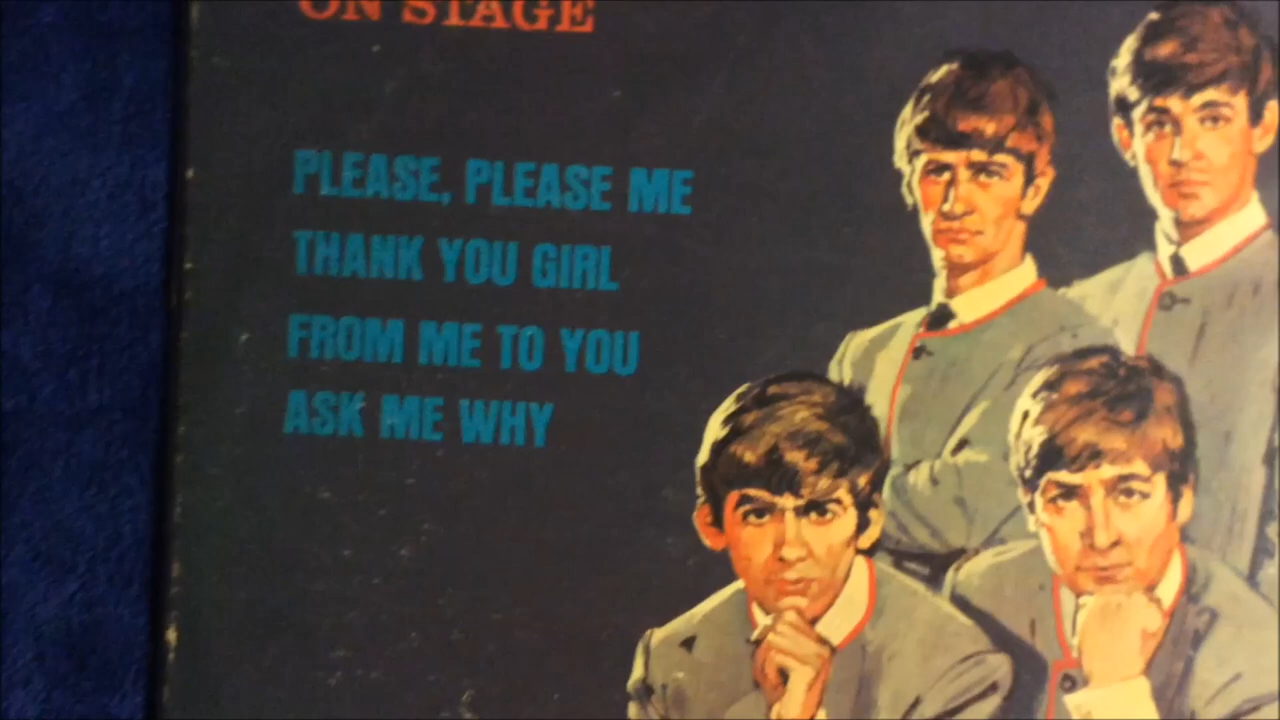 ON STAGE
PLEASE, PLEASE ME
THANK YOU GIRL
FROM ME TO YOU
ASK ME WHY